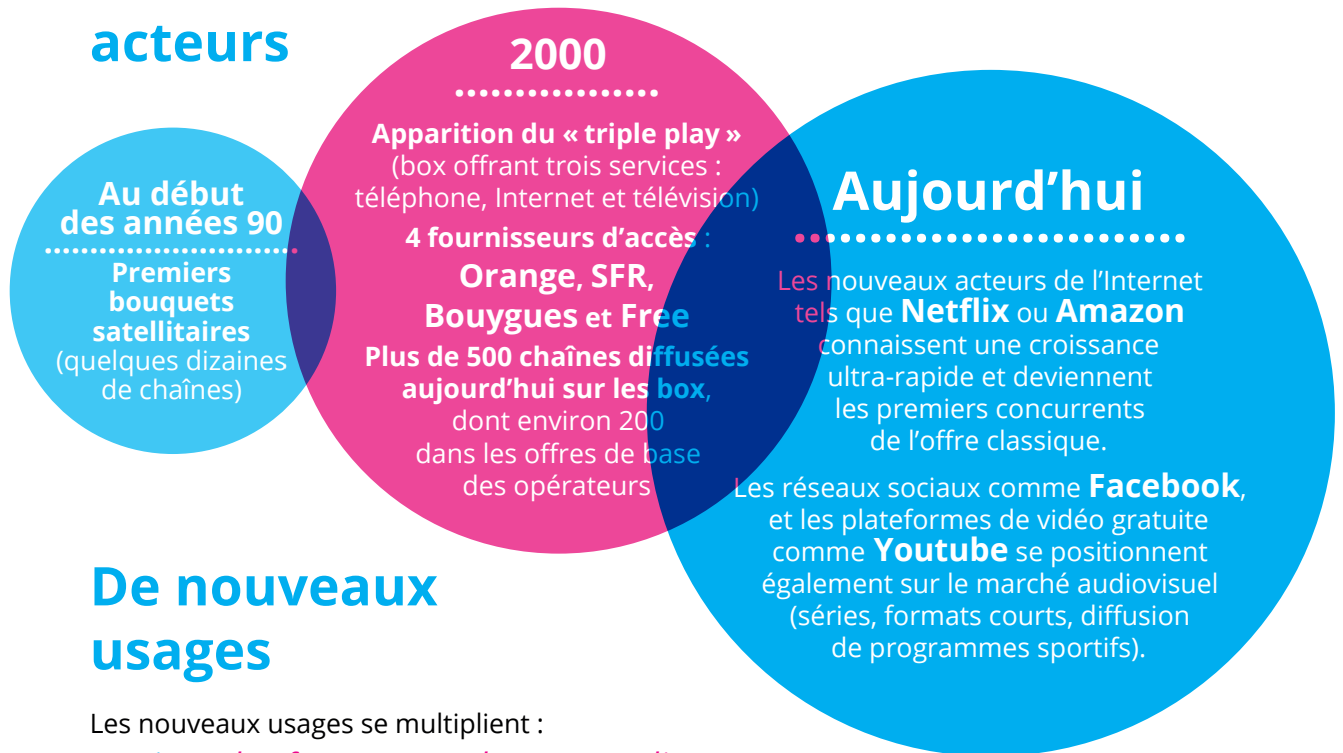 acteurs
Au début
des années 90
Premiers
bouquets
satellitaires
(quelques dizaines
de chaînes)
2000
Apparition du « triple play »
(box offrant trois services :
téléphone, Internet et télévision)
4 fournisseurs d’accès :
Orange, SFR,
Bouygues et Free
Plus de 500 chaînes diffusées
aujourd’hui sur les box,
dont environ 200
dans les offres de base
des opérateurs
Aujourd’hui
Les nouveaux acteurs de l’Internet
tels que Netflix ou Amazon
connaissent une croissance
ultra-rapide et deviennent
les premiers concurrents
de l’offre classique.
Les réseaux sociaux comme Facebook,
et les plateformes de vidéo gratuite
comme Youtube se positionnent
également sur le marché audiovisuel
(séries, formats courts, diffusion
de programmes sportifs).
De nouveaux
usages
Les nouveaux usages se multiplient :